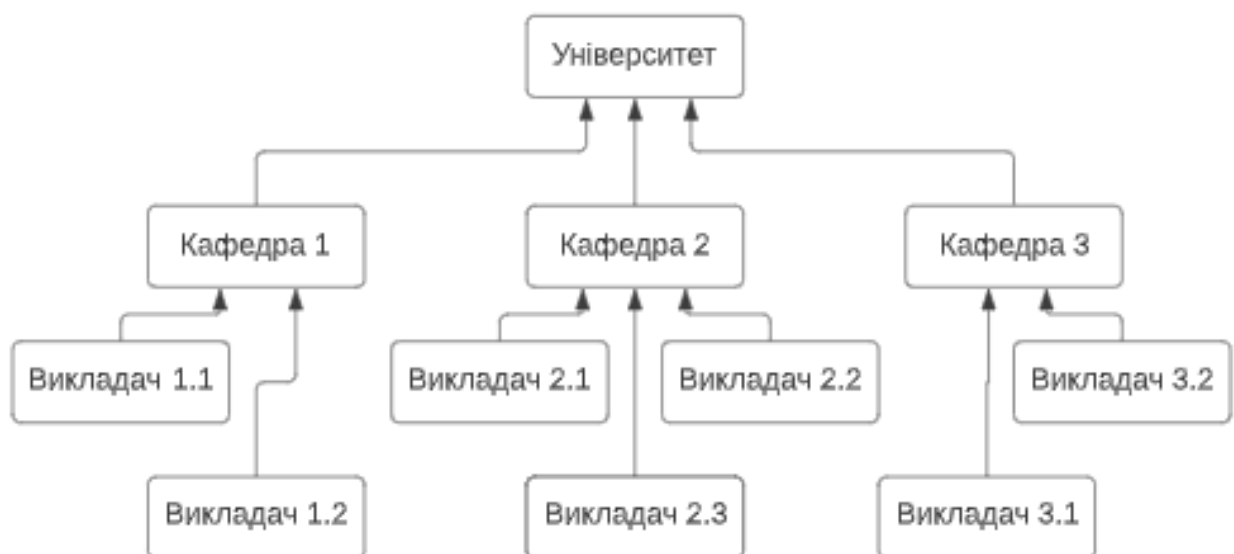 Університет
Кафедра 1
Кафедра 2
Кафедра 3
Викладач 1.1
Викладач 2.1
Викладач 2.2
Викладач 3.2
Викладач 1.2
Викладач 2.3
Викладач 3.1